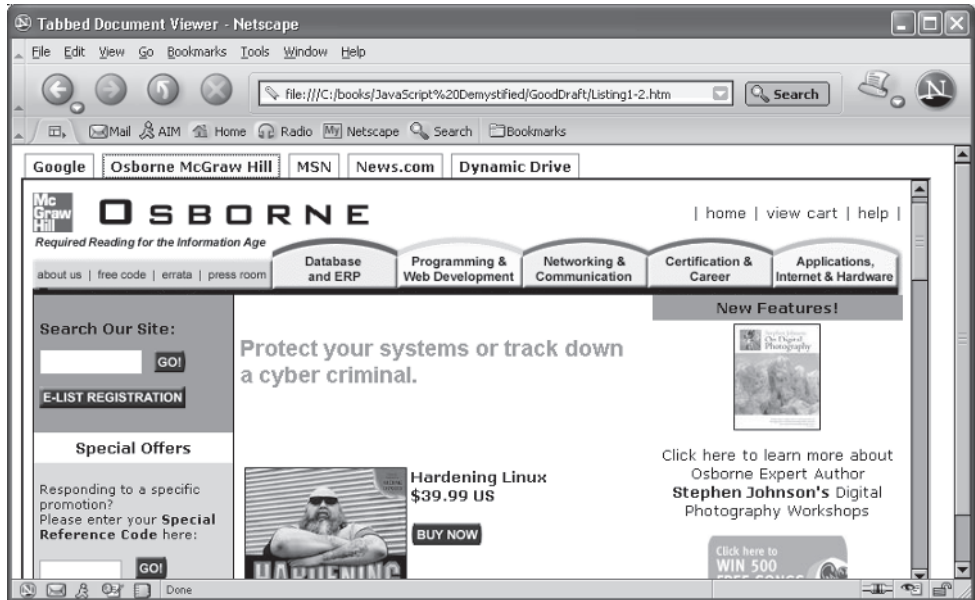 Tabbed Document Viewer - Netscape
File Edit View Go Bookmarks Tools Window Help
file:///C:/books/JavaScript%20Demystified/GoodDraft/Listing1-2.htm Search N
Mail AIM Home Radio My Netscape Search Bookmarks
Google Osborne McGraw Hill MSN News.com Dynamic Drive
Mc
Graw
Hill
OSBORNE
home | view cart | help |
Required Reading for the Information Age
about us | free code | errata | press room
Database
and ERP
Programming &
Web Development
Networking &
Communication
Certification &
Career
Applications,
Internet & Hardware
Search Our Site:
GO!
E-LIST REGISTRATION
Special Offers
Responding to a specific
promotion?
Please enter your Special
Reference Code here:
GO!
Protect your systems or track down
a cyber criminal.
Hardening Linux
$39.99 US
BUY NOW
HARDENING
New Features!
On Digital
Photography
Click here to learn more about
Osborne Expert Author
Stephen Johnson's Digital
Photography Workshops
Click here to
WIN 500
FREE SONGS
Done